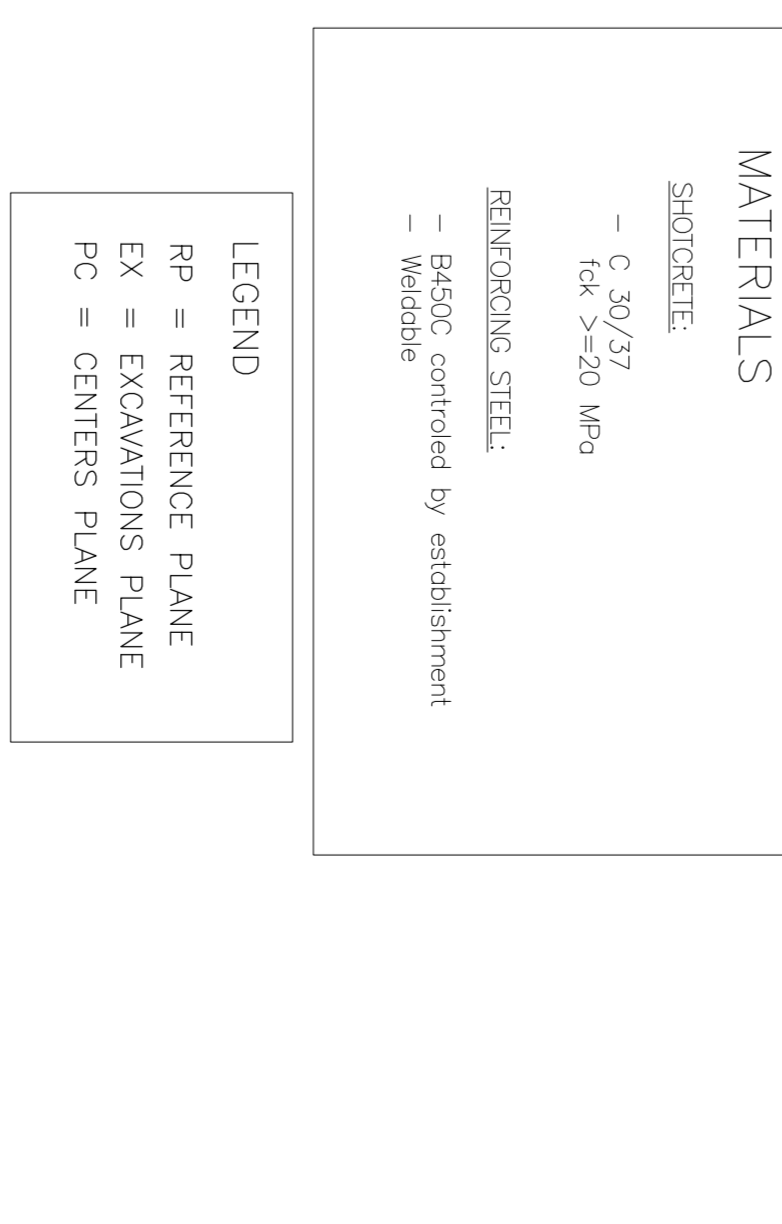 MATERIALS
SHOTCRETE:
- C 30/37
fck >=20 MPa
REINFORCING STEEL:
- B450C controled by establishment
- Weldable
LEGEND
RP = REFERENCE PLANE
EX = EXCAVATIONS PLANE
PC = CENTERS PLANE